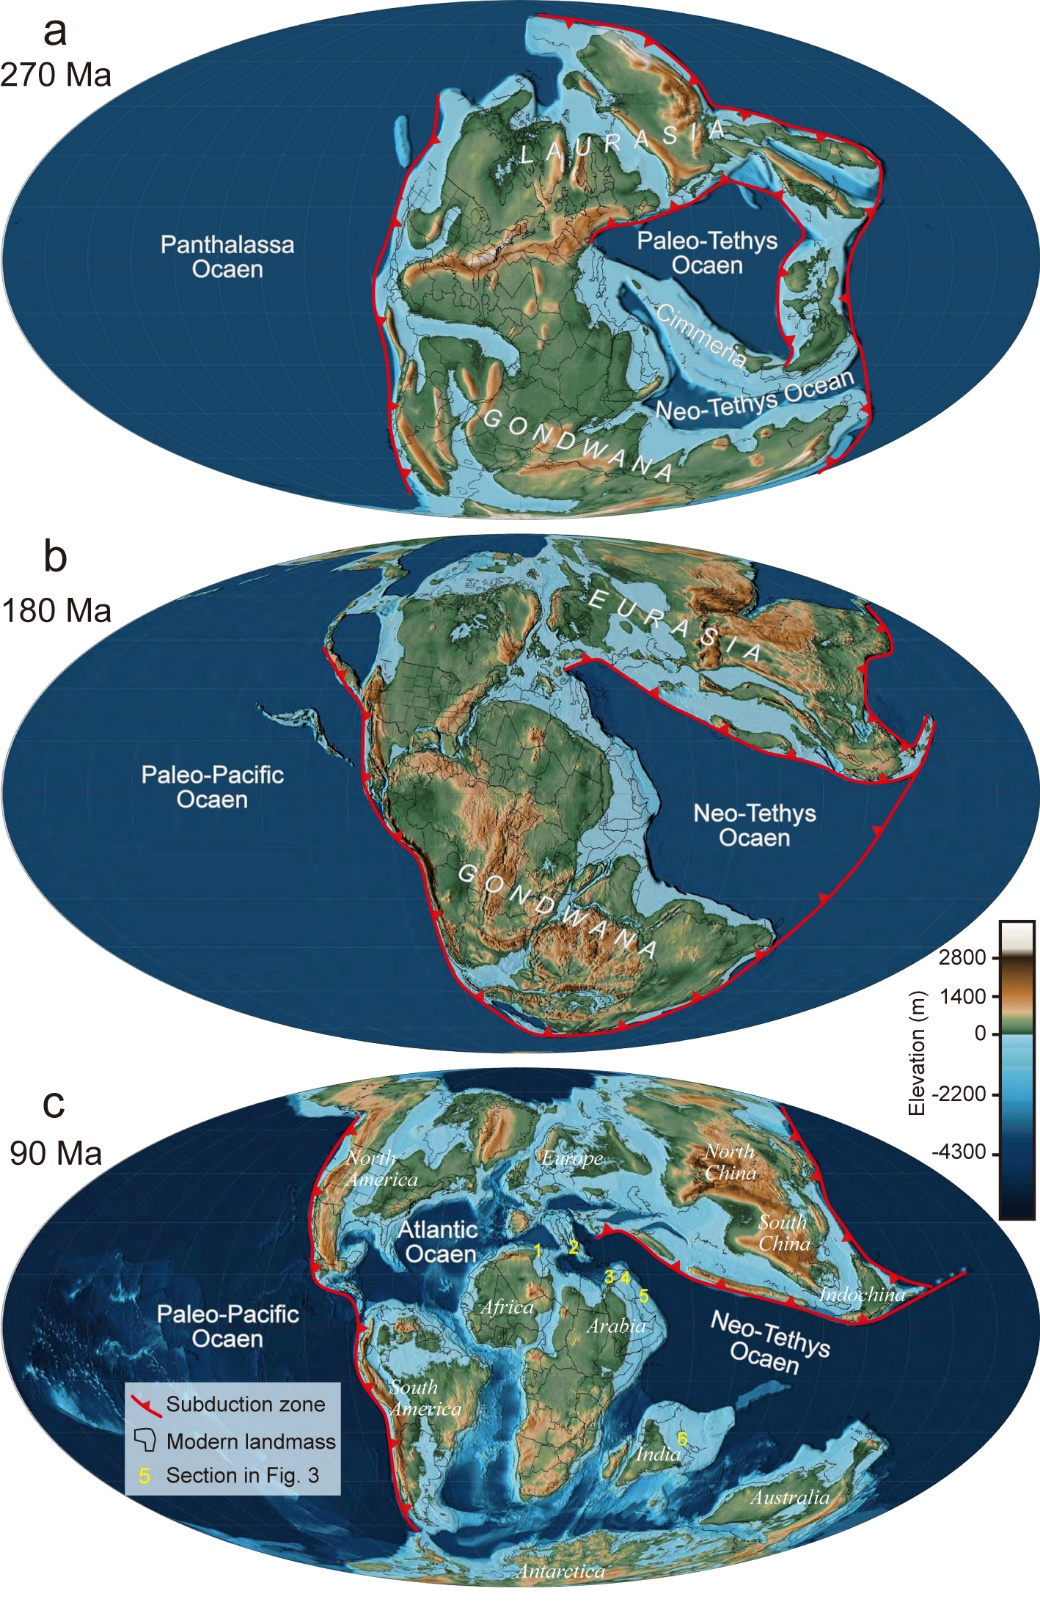 a
270 Ma
LAURASIA
Panthalassa
Ocaen
Paleo-Tethys
Ocaen
Cimmeria
Neo-Tethys Ocean
GONDWANA
b
180 Ma
EURASIA
Paleo-Pacific
Ocaen
Neo-Tethys
Ocaen
GONDWANA
2800
1400
0
-2200
-4300
Elevation (m)
c
90 Ma
North
America
Europe
North
China
South
China
Atlantic
Ocaen
1
2
3 4
5
Indochina
Africa
Arabia
Paleo-Pacific
Ocaen
Neo-Tethys
Ocaen
South
America
6
India
Australia
Antarctica
Subduction zone
Modern landmass
5 Section in Fig. 3